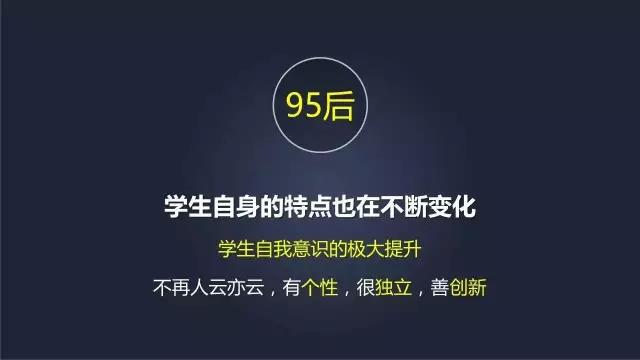 95后
学生自身的特点也在不断变化
学生自我意识的极大提升
不再人云亦云，有个性，很独立，善创新